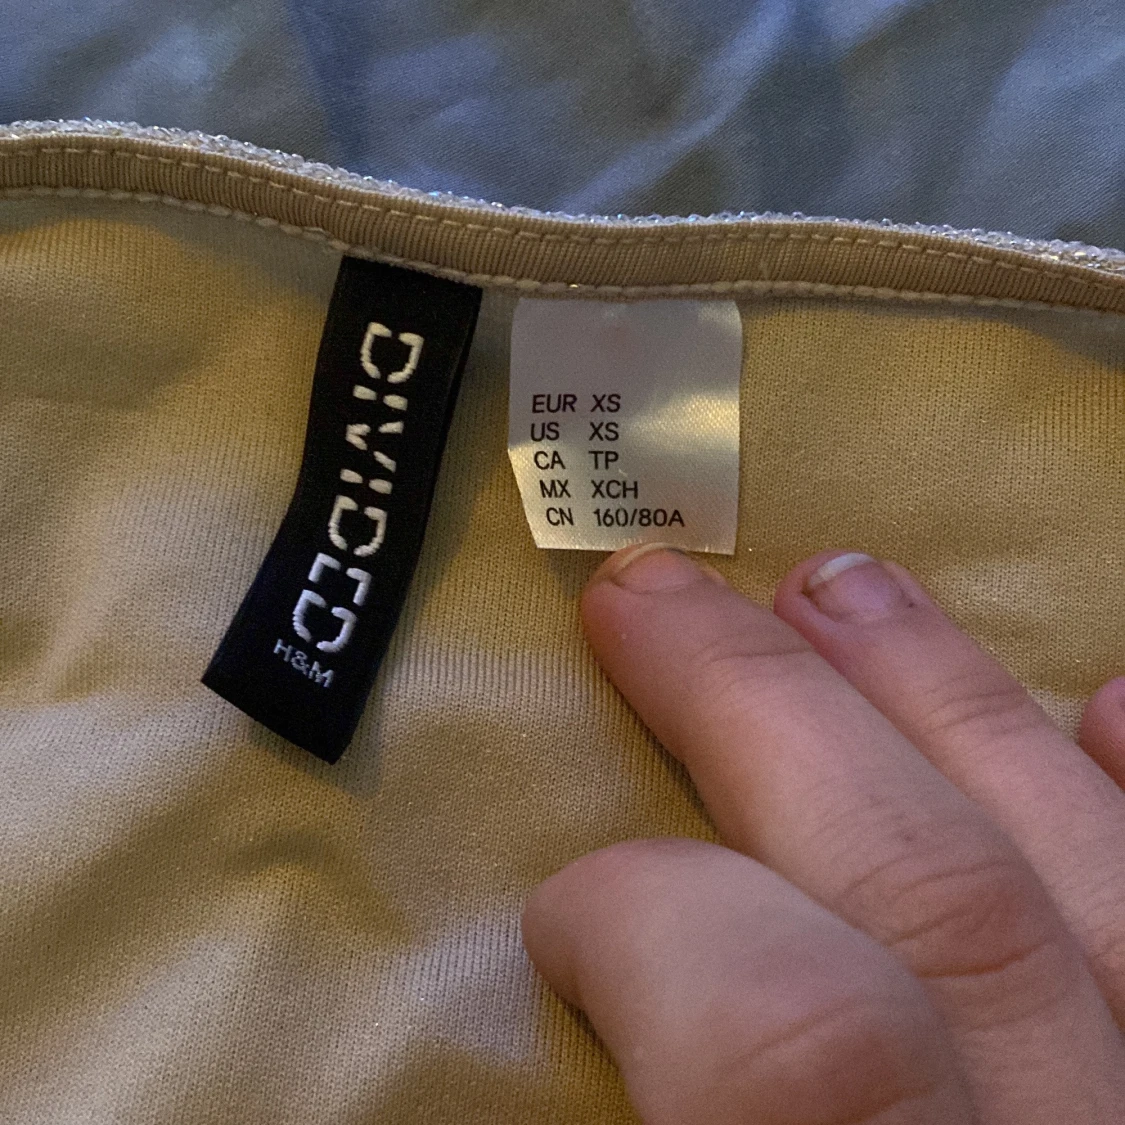 DIVIDED
H&M
EUR XS
US XS
CA TP
MX XCH
CN 160/80A